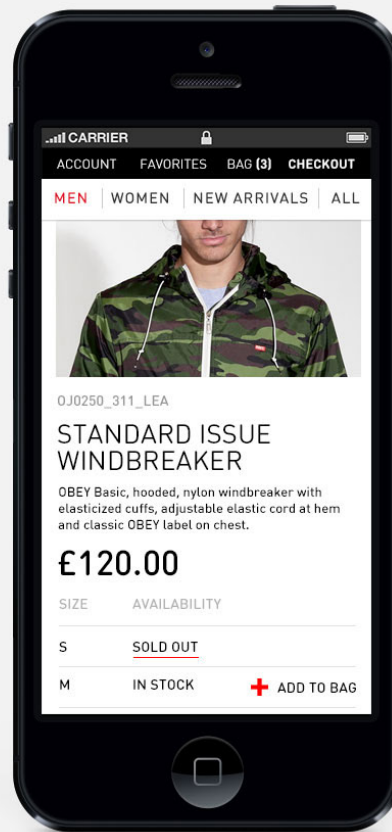 CARRIER
ACCOUNT FAVORITES BAG (3) CHECKOUT
MEN WOMEN NEW ARRIVALS ALL
OJ0250_311_LEA
STANDARD ISSUE
WINDBREAKER
OBEY Basic, hooded, nylon windbreaker with
elasticized cuffs, adjustable elastic cord at hem
and classic OBEY label on chest.
£120.00
SIZE AVAILABILITY
S SOLD OUT
M IN STOCK + ADD TO BAG